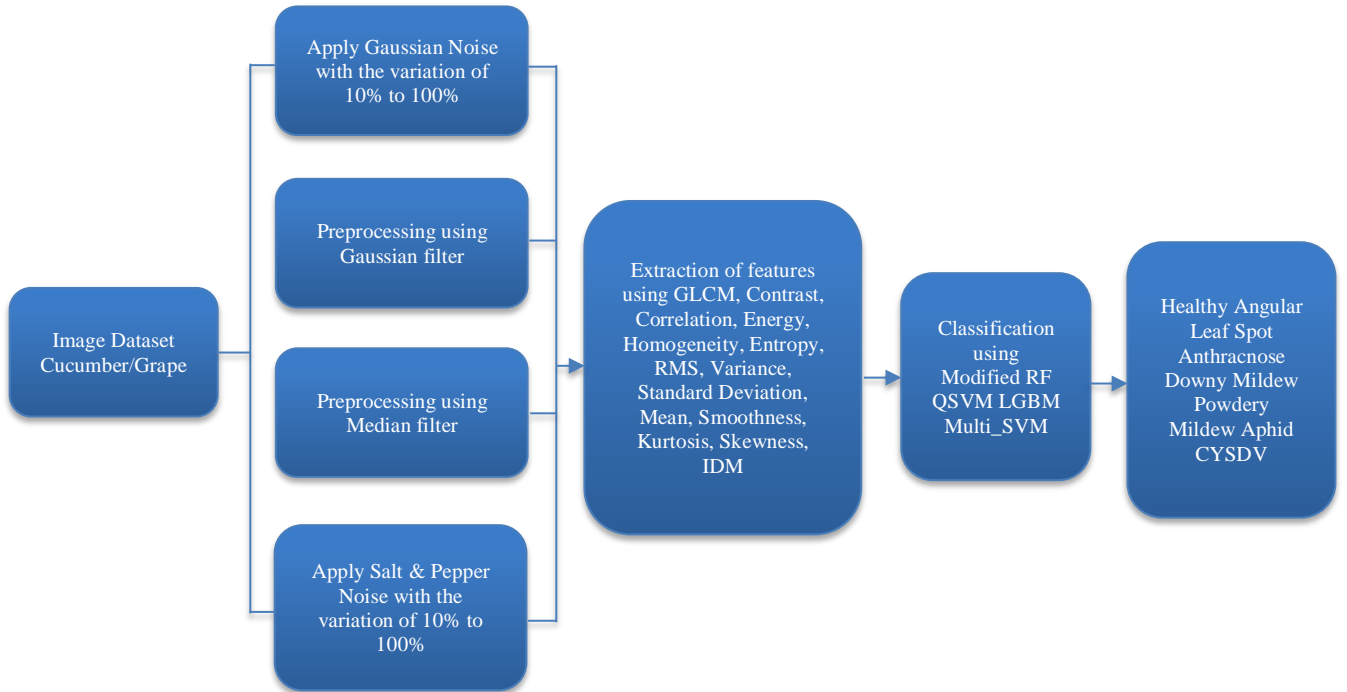 Image Dataset
Cucumber/Grape
Apply Gaussian Noise
with the variation of
10% to 100%
Preprocessing using
Gaussian filter
Preprocessing using
Median filter
Apply Salt & Pepper
Noise with the
variation of 10% to
100%
Extraction of features
using GLCM, Contrast,
Correlation, Energy,
Homogeneity, Entropy,
RMS, Variance,
Standard Deviation,
Mean, Smoothness,
Kurtosis, Skewness,
IDM
Classification
using
Modified RF
QSVM LGBM
Multi_SVM
Healthy Angular
Leaf Spot
Anthracnose
Downy Mildew
Powdery
Mildew Aphid
CYSDV